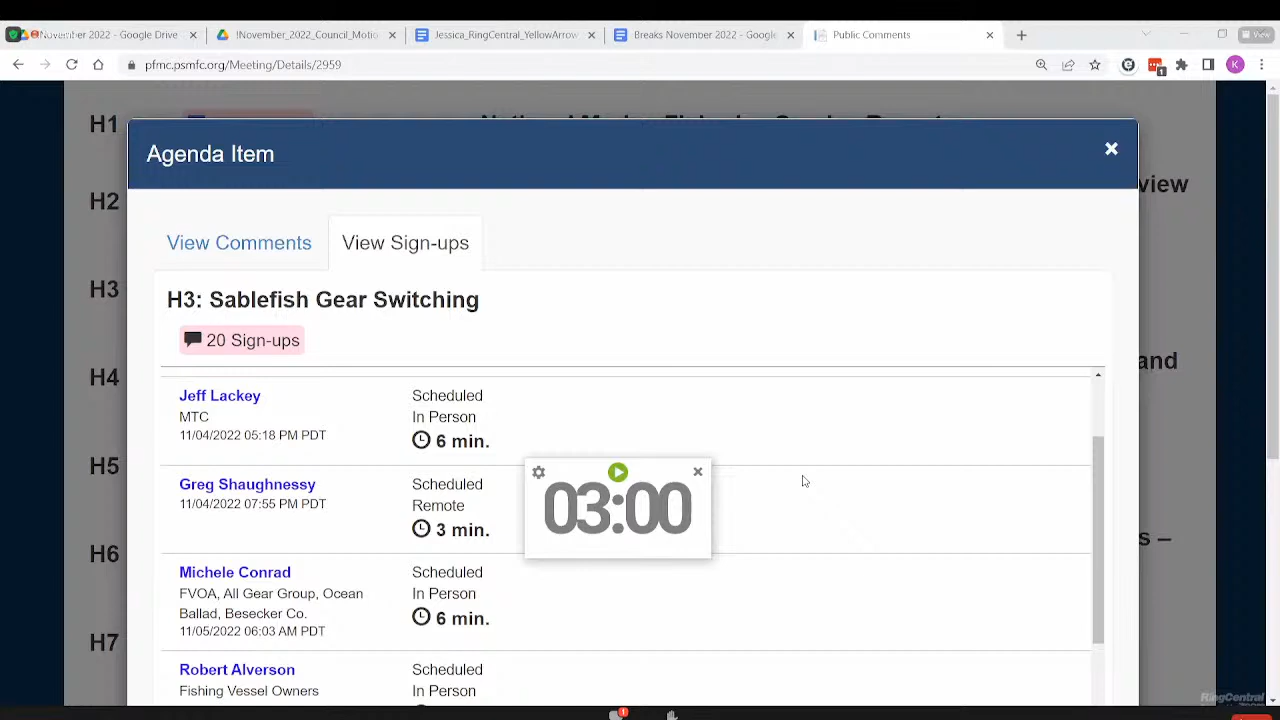 November 2022 - Google Drive
!November_2022_Council_Motio
Jessica_RingCentral_YellowArrow
Breaks November 2022 - Google
Public Comments
View
pfmc.psmfc.org/Meeting/Details/2959
1
K
H1
Agenda Item
H2
view
View Comments
View Sign-ups
H3
H3: Sablefish Gear Switching
20 Sign-ups
H4
and
Jeff Lackey
Scheduled
MTC
In Person
11/04/2022 05:18 PM PDT
6 min.
H5
Greg Shaughnessy
Scheduled
11/04/2022 07:55 PM PDT
Remote
3 min.
03:00
H6
s –
Michele Conrad
Scheduled
FVOA, All Gear Group, Ocean
In Person
Ballad, Besecker Co.
6 min.
11/05/2022 06:03 AM PDT
H7
Robert Alverson
Scheduled
Fishing Vessel Owners
In Person
RingCentral
1